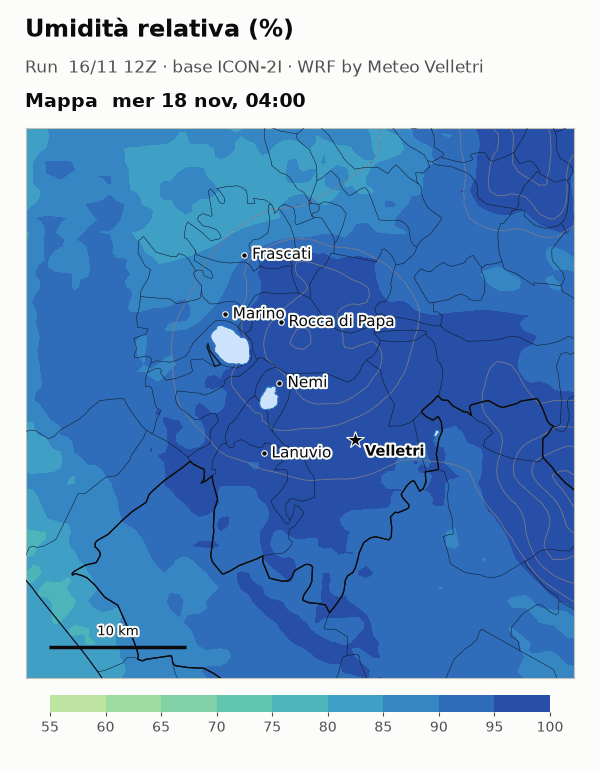 Umidità relativa (%)
Run  16/11 12Z · base ICON-2I · WRF by Meteo Velletri
Mappa  mer 18 nov, 04:00
Frascati
Marino
Rocca di Papa
Nemi
Velletri
Lanuvio
10 km
55 60 65 70 75 80 85 90 95 100